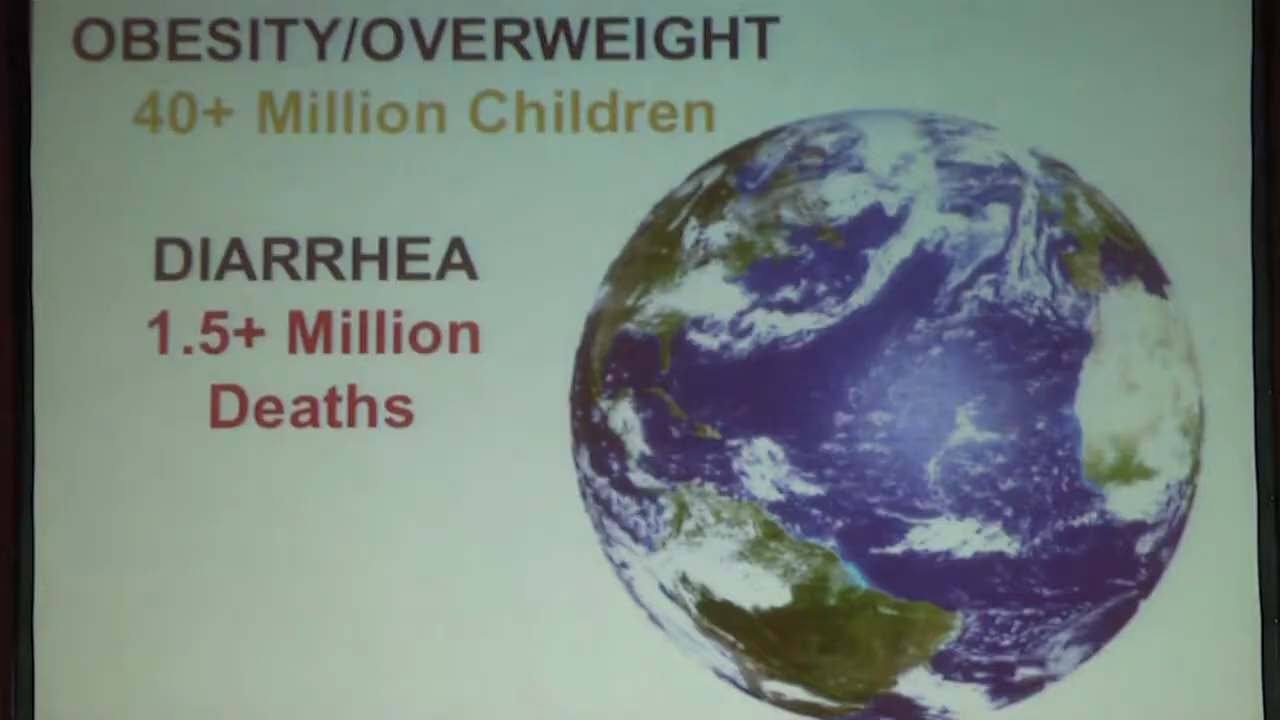 OBESITY/OVERWEIGHT
40+ Million Children
DIARRHEA
1.5+ Million
Deaths